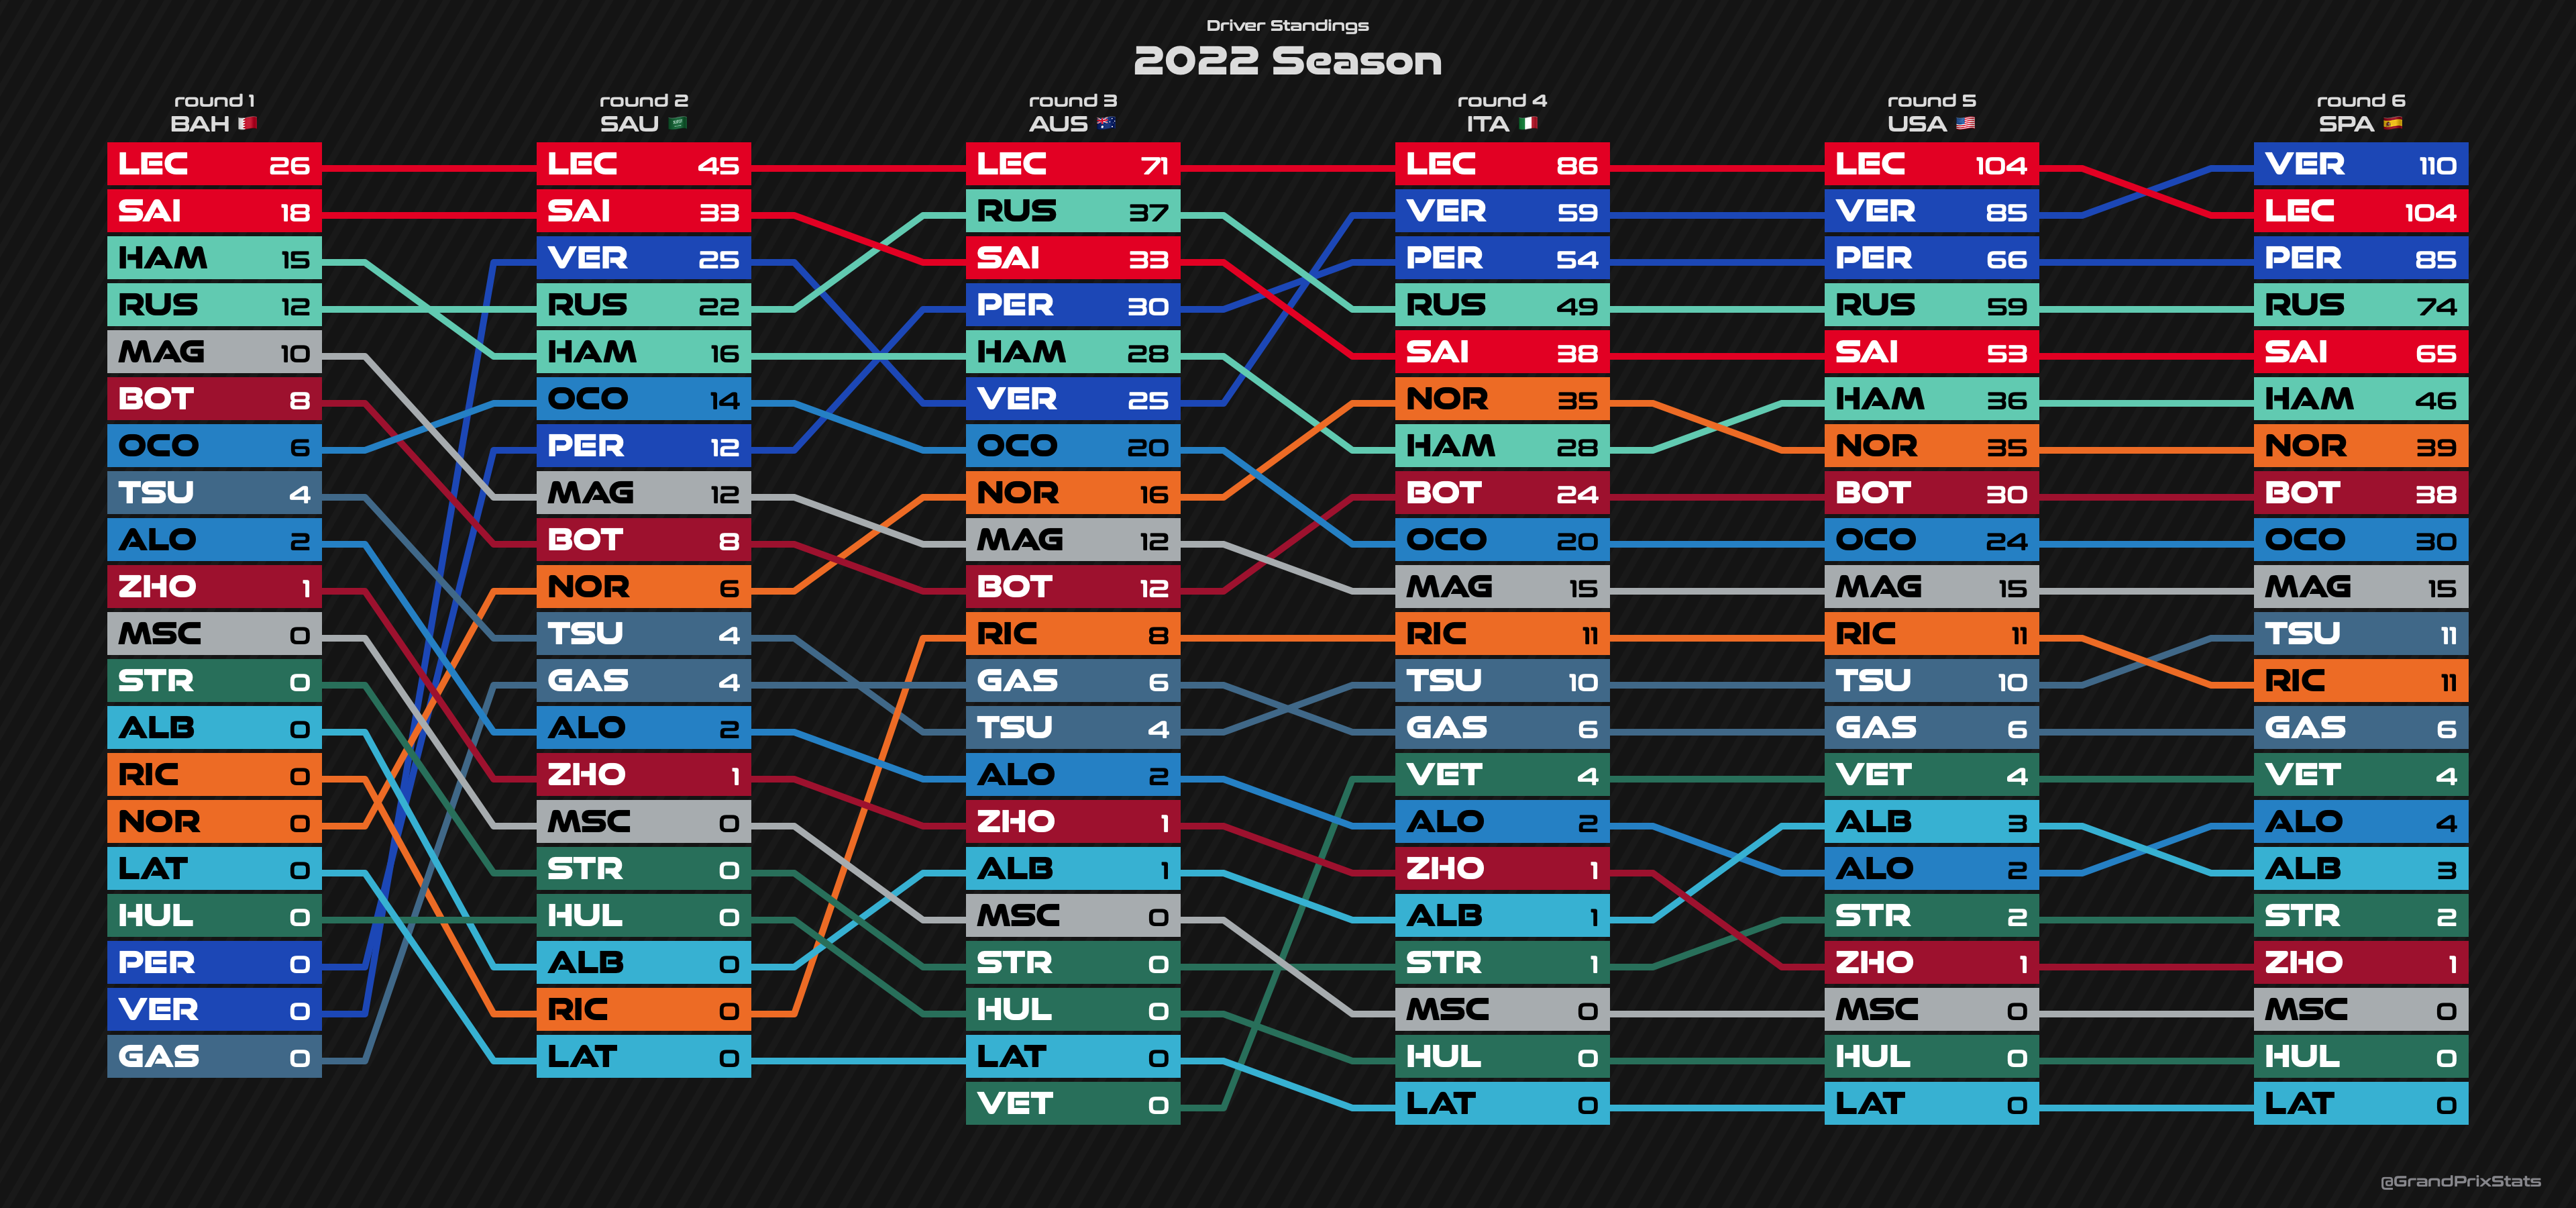 Driver Standings
2022 Season
round 1
BAH
LEC 26
SAI 18
HAM 15
RUS 12
MAG 10
BOT 8
OCO 6
TSU 4
ALO 2
ZHO 1
MSC 0
STR 0
ALB 0
RIC 0
NOR 0
LAT 0
HUL 0
PER 0
VER 0
GAS 0
round 2
SAU
LEC 45
SAI 33
VER 25
RUS 22
HAM 16
OCO 14
PER 12
MAG 12
BOT 8
NOR 6
TSU 4
GAS 4
ALO 2
ZHO 1
MSC 0
STR 0
HUL 0
ALB 0
RIC 0
LAT 0
round 3
AUS
LEC 71
RUS 37
SAI 33
PER 30
HAM 28
VER 25
OCO 20
NOR 16
MAG 12
BOT 12
RIC 8
GAS 6
TSU 4
ALO 2
ZHO 1
ALB 1
MSC 0
STR 0
HUL 0
LAT 0
VET 0
round 4
ITA
LEC 86
VER 59
PER 54
RUS 49
SAI 38
NOR 35
HAM 28
BOT 24
OCO 20
MAG 15
RIC 11
TSU 10
GAS 6
VET 4
ALO 2
ZHO 1
ALB 1
STR 1
MSC 0
HUL 0
LAT 0
round 5
USA
LEC 104
VER 85
PER 66
RUS 59
SAI 53
HAM 36
NOR 35
BOT 30
OCO 24
MAG 15
RIC 11
TSU 10
GAS 6
VET 4
ALB 3
ALO 2
STR 2
ZHO 1
MSC 0
HUL 0
LAT 0
round 6
SPA
VER 110
LEC 104
PER 85
RUS 74
SAI 65
HAM 46
NOR 39
BOT 38
OCO 30
MAG 15
TSU 11
RIC 11
GAS 6
VET 4
ALO 4
ALB 3
STR 2
ZHO 1
MSC 0
HUL 0
LAT 0
@GrandPrixStats